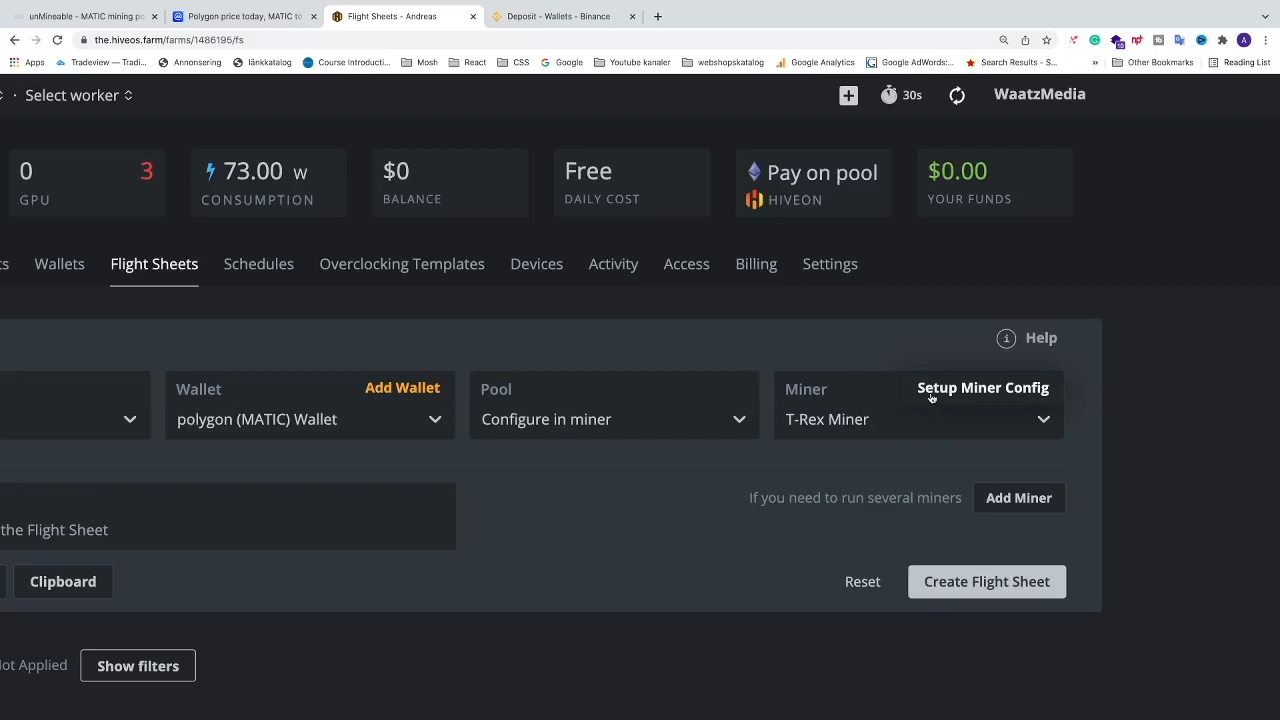 unMineable - MATIC mining po
Polygon price today, MATIC to
Flight Sheets - Andreas
Deposit - Wallets - Binance
the.hiveos.farm/farms/1486195/fs
Apps
Tradeview – Tradi...
Annonsering
länkkatalog
Course Introducti...
Mosh
React
CSS
Google
Youtube kanaler
webshopskatalog
Google Analytics
Google AdWords:...
Search Results - S...
»
Other Bookmarks
Reading List
· Select worker
30s
WaatzMedia
0
3
GPU
73.00 W
CONSUMPTION
$0
BALANCE
Free
DAILY COST
Pay on pool
HIVEON
$0.00
YOUR FUNDS
ts
Wallets
Flight Sheets
Schedules
Overclocking Templates
Devices
Activity
Access
Billing
Settings
Help
Wallet
Add Wallet
polygon (MATIC) Wallet
Pool
Configure in miner
Miner
Setup Miner Config
T-Rex Miner
If you need to run several miners
Add Miner
the Flight Sheet
Clipboard
Reset
Create Flight Sheet
Not Applied
Show filters